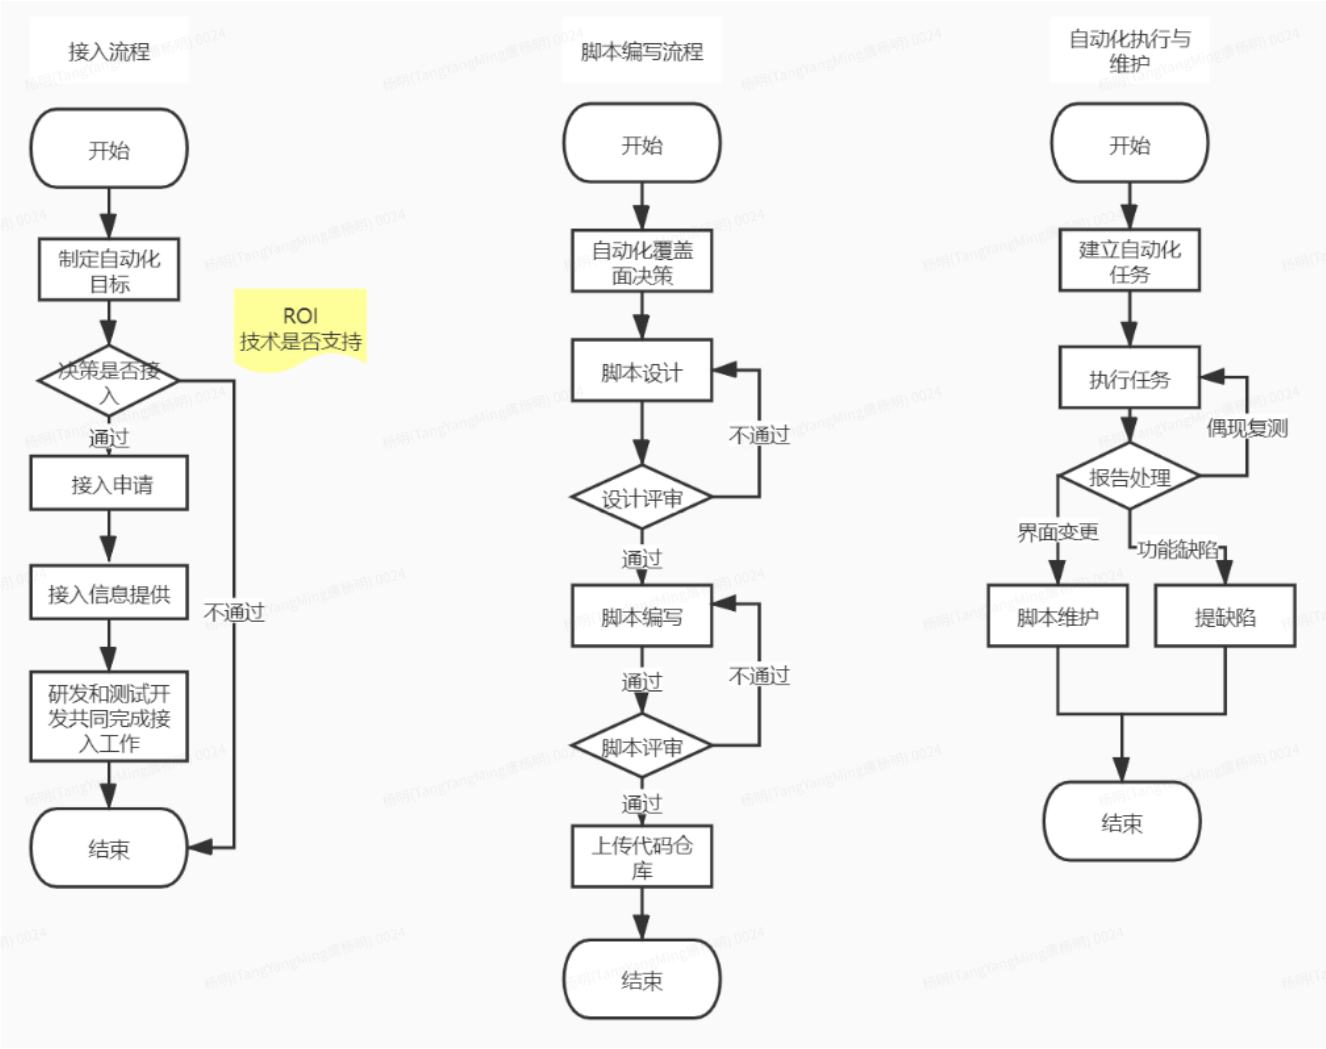 接入流程
开始
制定自动化
目标
ROI
技术是否支持
决策是否接
入
通过
接入申请
接入信息提供
不通过
研发和测试开
发共同完成接
入工作
结束
脚本编写流程
开始
自动化覆盖
面决策
脚本设计
不通过
设计评审
通过
脚本编写
不通过
通过
脚本评审
通过
上传代码仓
库
结束
自动化执行与
维护
开始
建立自动化
任务
执行任务
偶现复测
报告处理
界面变更
功能缺陷
脚本维护
提缺陷
结束